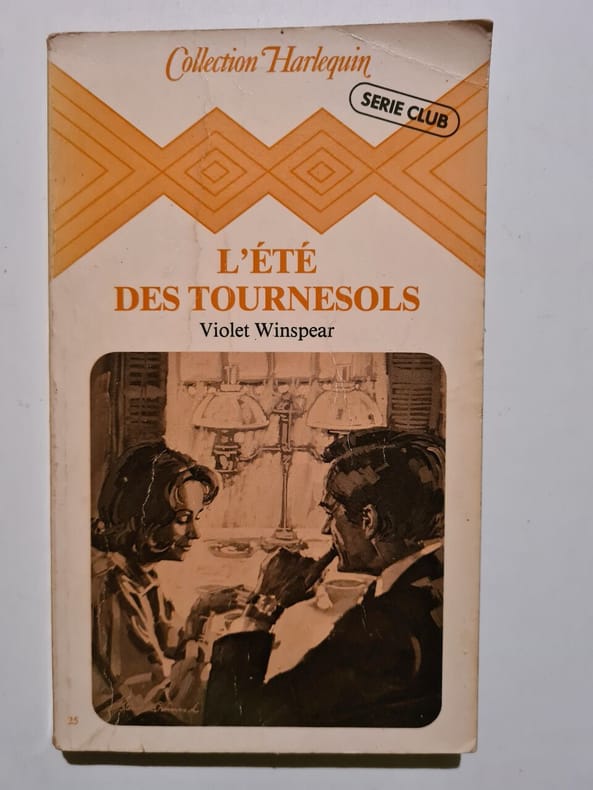 Collection Harlequin
SERIE CLUB
L'ÉTÉ
DES TOURNESOLS
Violet Winspear
25